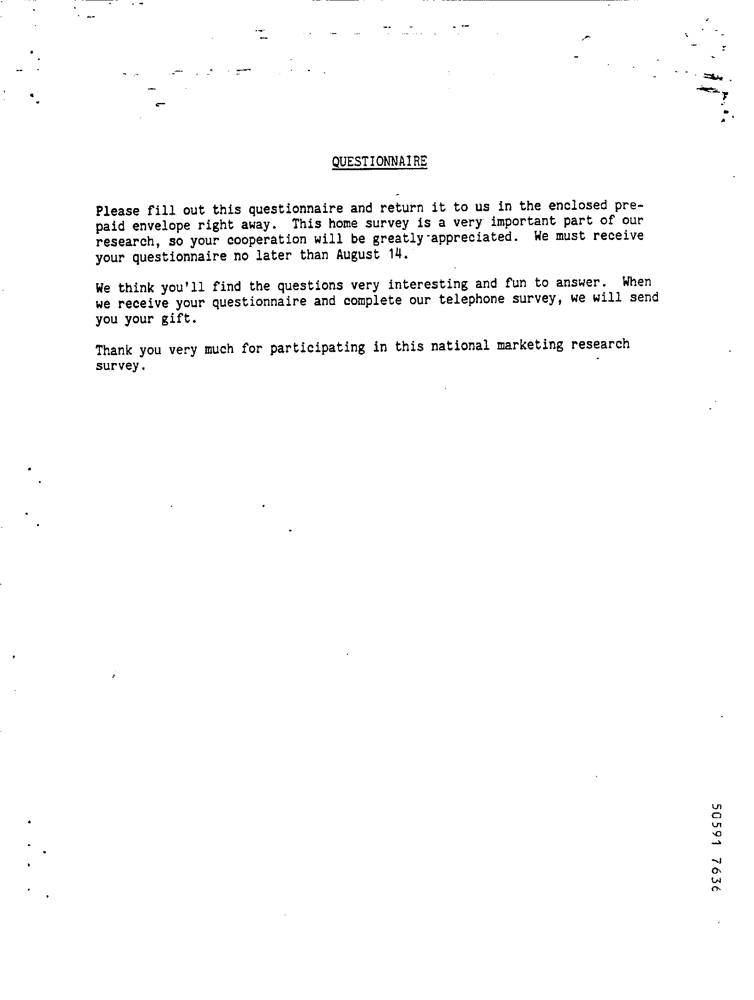 QUESTIONNAIRE
Please fill out this questionnaire and return it to us in the enclosed pre-
paid envelope right away. This home survey is a very important part of our
research, so your cooperation will be greatly appreciated. We must receive
your questionnaire no later than August 14.
We think you'll find the questions very interesting and fun to answer. When
we receive your questionnaire and complete our telephone survey, we will send
you your gift.
Thank you very much for participating in this national marketing research
survey.
50591 7636